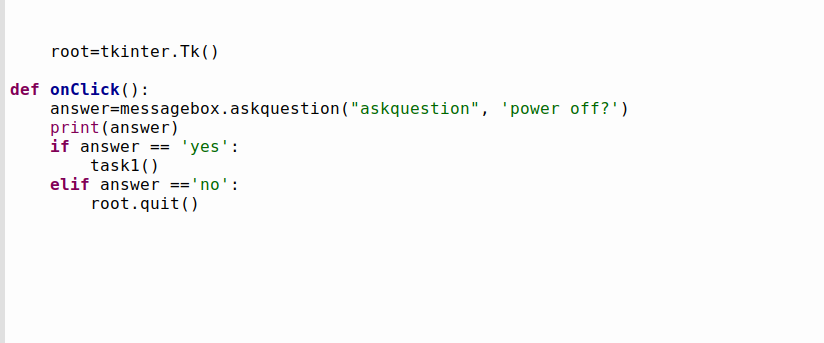 root=tkinter.Tk()
def onClick():
answer=messagebox.askquestion("askquestion", 'power off?')
print(answer)
if answer == 'yes':
task1()
elif answer =='no':
root.quit()